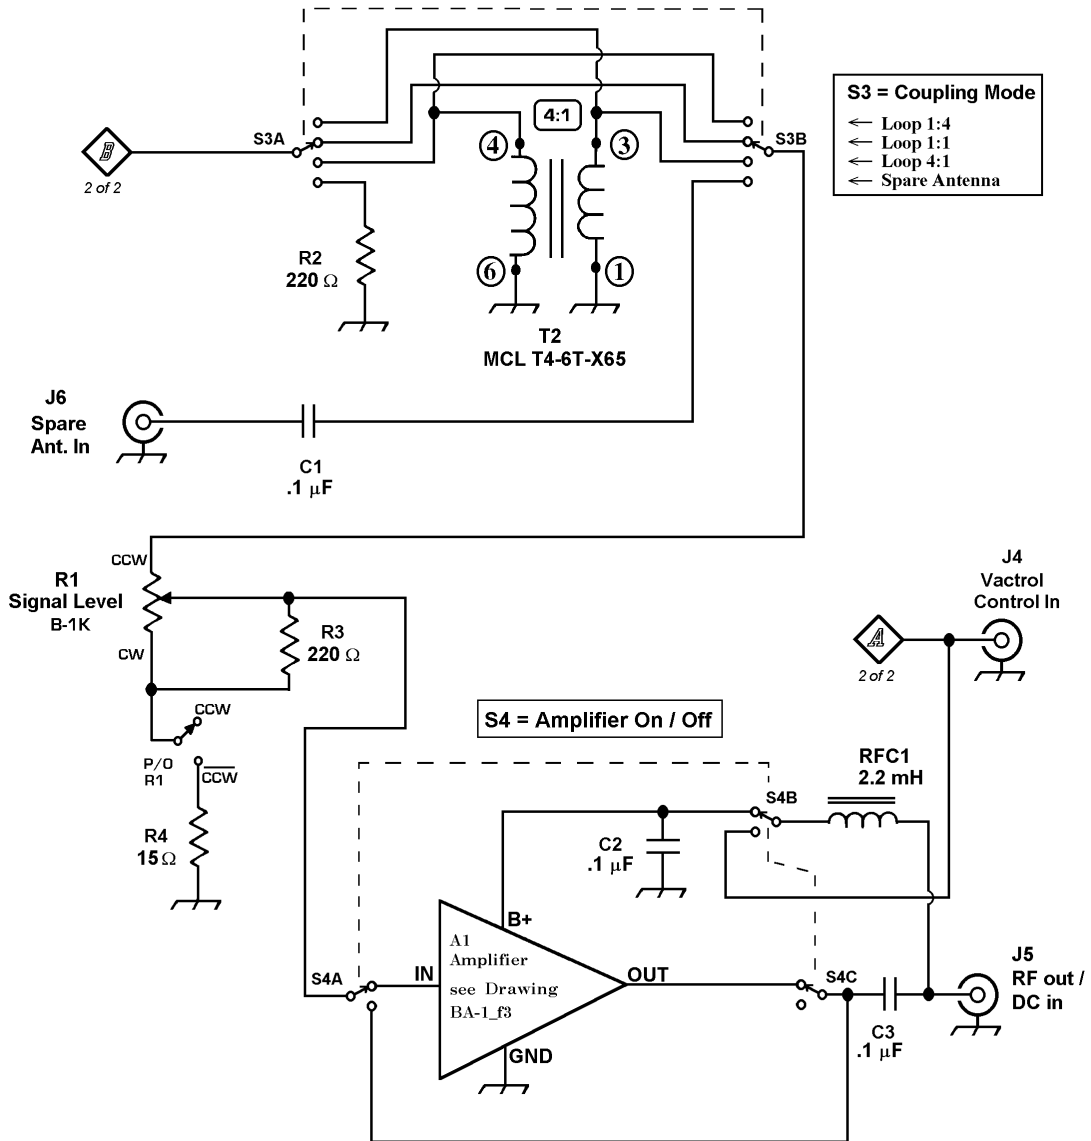 S3 = Coupling Mode
← Loop 1:4
← Loop 1:1
← Loop 4:1
← Spare Antenna
B
2 of 2
S3A
4:1
S3B
4
3
6
1
R2
220 Ω
T2
MCL T4-6T-X65
J6
Spare
Ant. In
C1
.1 μF
CCW
R1
Signal Level
B-1K
CW
R3
220 Ω
J4
Vactrol
Control In
A
2 of 2
CCW
P/O
R1
C̅C̅W̅
R4
15 Ω
S4 = Amplifier On / Off
RFC1
2.2 mH
S4B
C2
.1 μF
B+
A1
Amplifier
see Drawing
BA-1_f3
IN
OUT
GND
S4A
S4C
C3
.1 μF
J5
RF out /
DC in